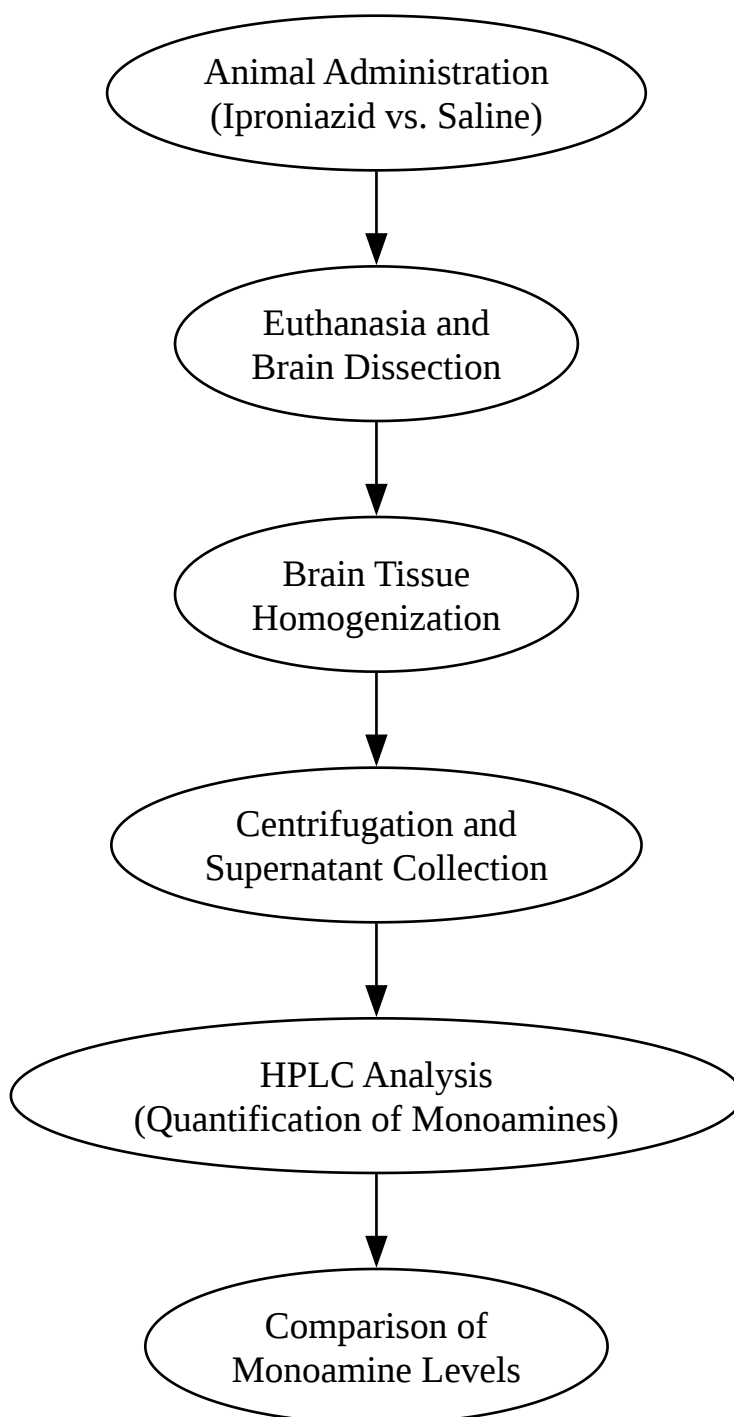 Animal Administration
(Iproniazid vs. Saline)
Euthanasia and
Brain Dissection
Brain Tissue
Homogenization
Centrifugation and
Supernatant Collection
HPLC Analysis
(Quantification of Monoamines)
Comparison of
Monoamine Levels